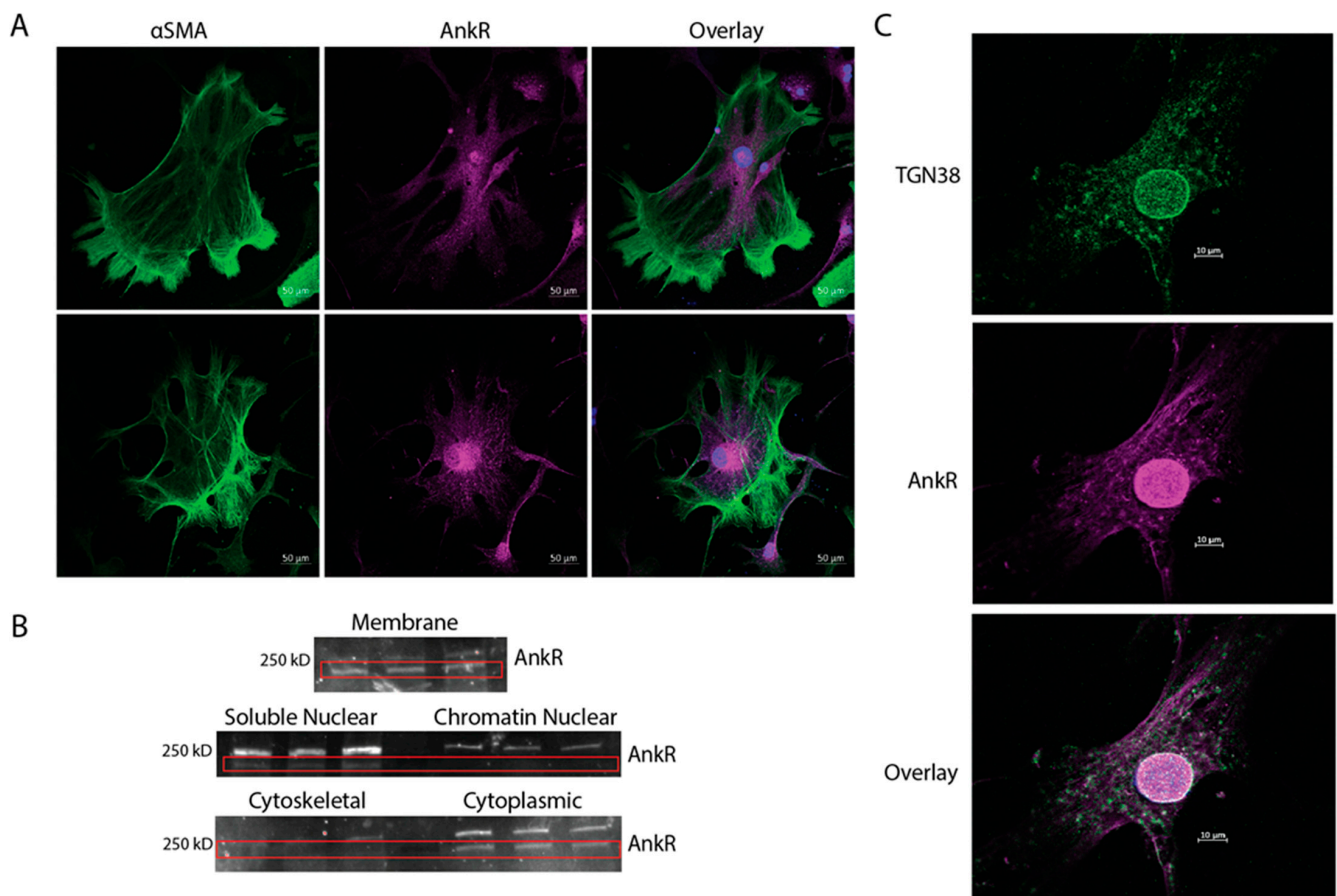 A
αSMA
AnkR
Overlay
50 μm
50 μm
50 μm
50 μm
50 μm
50 μm
B
Membrane
250 kD
AnkR
Soluble Nuclear
Chromatin Nuclear
250 kD
AnkR
Cytoskeletal
Cytoplasmic
250 kD
AnkR
C
TGN38
10 μm
AnkR
10 μm
Overlay
10 μm